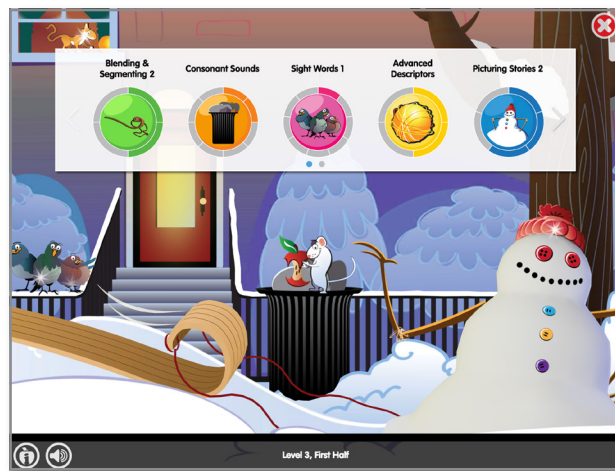 Blending &
Segmenting 2
Consonant Sounds
Sight Words 1
Advanced
Descriptors
Picturing Stories 2
Level 3, First Half